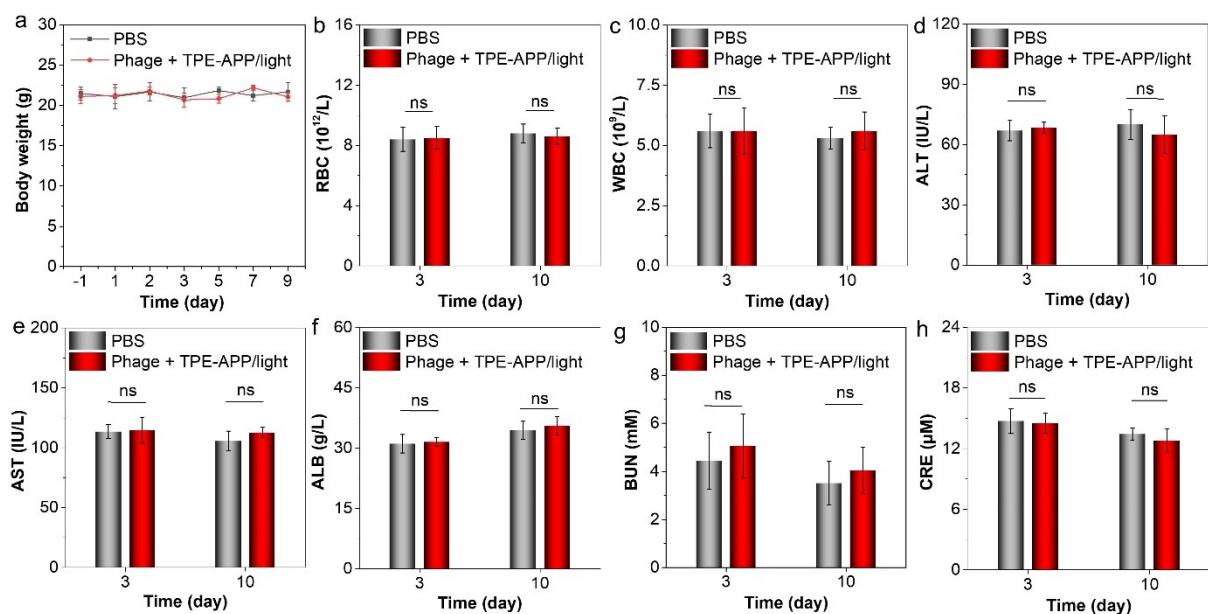 a
PBS
Phage + TPE-APP/light
30
25
20
15
10
5
0
Body weight (g)
-1 1 2 3 5 7 9
Time (day)
b
PBS
Phage + TPE-APP/light
16
12
8
4
0
RBC (10¹²/L)
ns ns
3 10
Time (day)
c
PBS
Phage + TPE-APP/light
10.0
7.5
5.0
2.5
0.0
WBC (10⁹/L)
ns ns
3 10
Time (day)
d
PBS
Phage + TPE-APP/light
120
90
60
30
0
ALT (IU/L)
ns ns
3 10
Time (day)
e
PBS
Phage + TPE-APP/light
200
150
100
50
0
AST (IU/L)
ns ns
3 10
Time (day)
f
PBS
Phage + TPE-APP/light
60
45
30
15
0
ALB (g/L)
ns ns
3 10
Time (day)
g
PBS
Phage + TPE-APP/light
10
8
6
4
2
0
BUN (mM)
ns ns
3 10
Time (day)
h
PBS
Phage + TPE-APP/light
24
18
12
6
0
CRE (μM)
ns ns
3 10
Time (day)